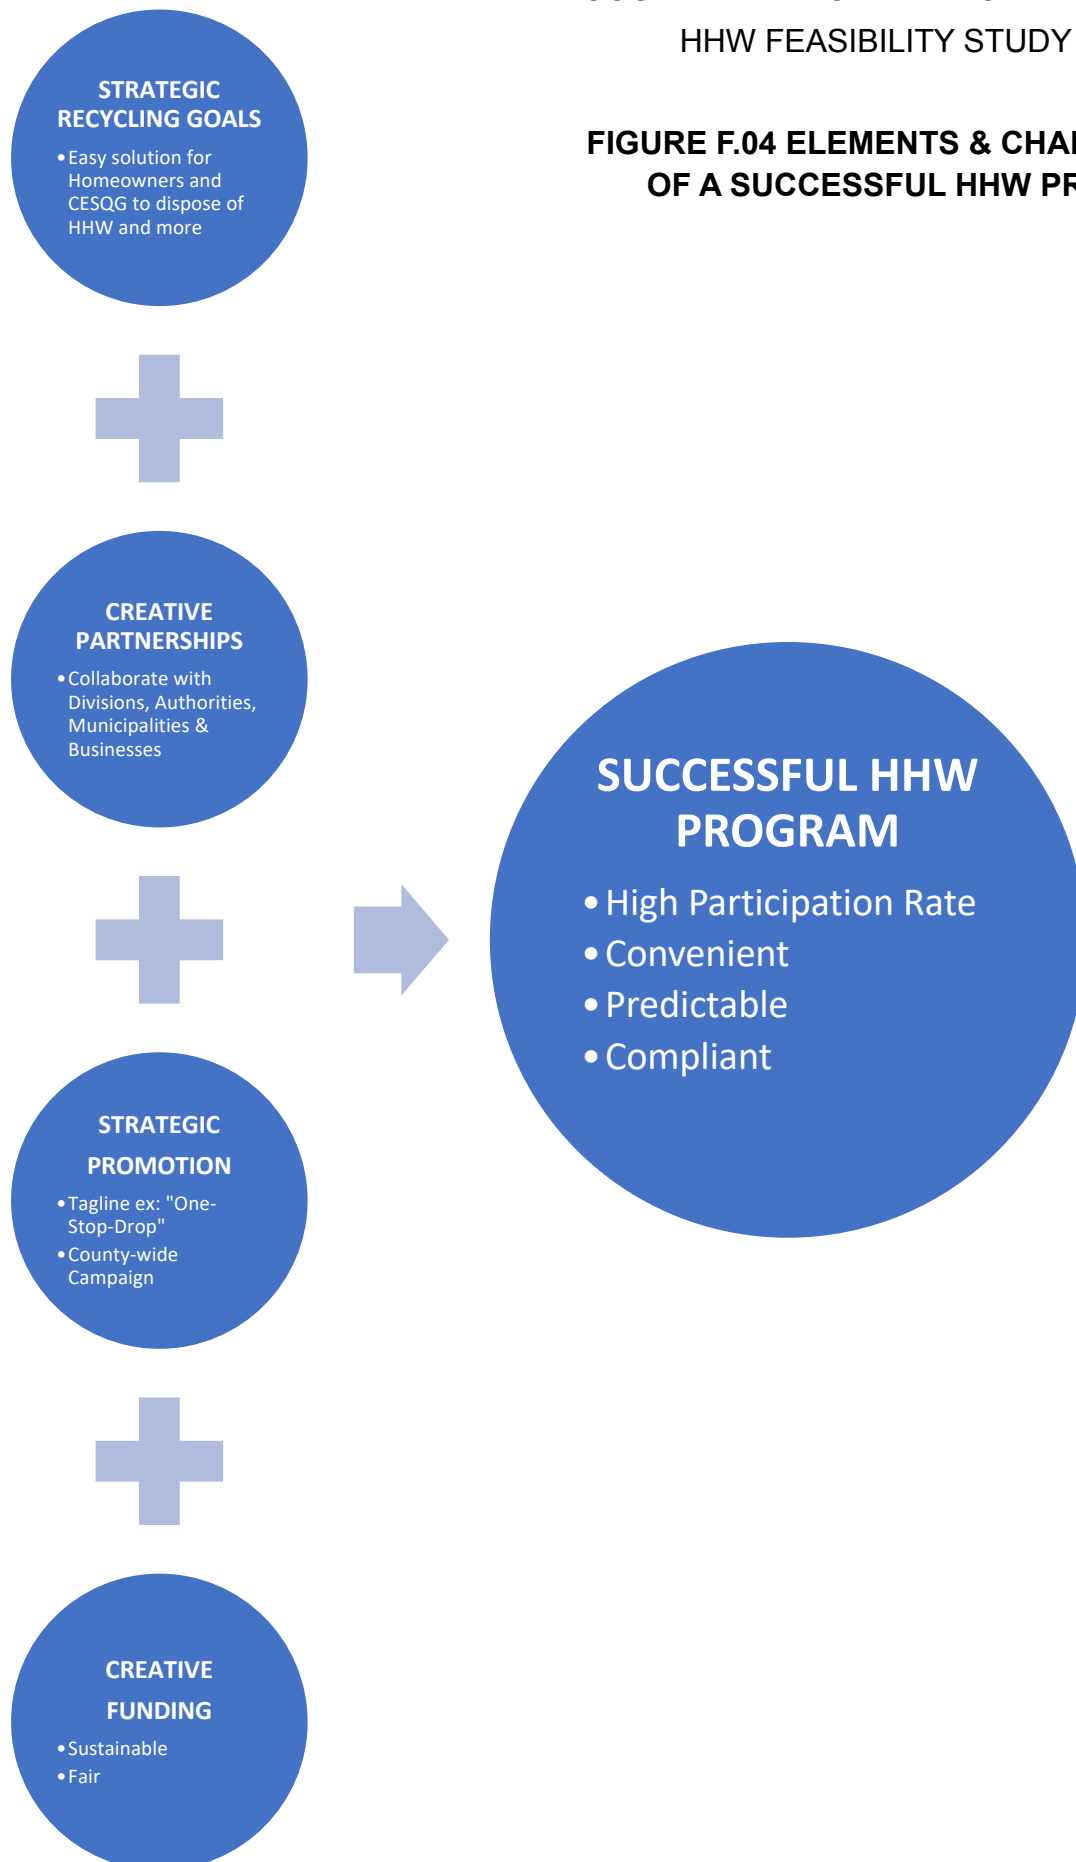 HHW FEASIBILITY STUDY
FIGURE F.04 ELEMENTS &
OF A SUCCESSFUL HHW
STRATEGIC
RECYCLING GOALS
•Easy solution for
Homeowners and
CESQG to dispose of
HHW and more
CREATIVE
PARTNERSHIPS
•Collaborate with
Divisions, Authorities,
Municipalities &
Businesses
SUCCESSFUL HHW
PROGRAM
•High Participation Rate
•Convenient
•Predictable
•Compliant
STRATEGIC
PROMOTION
•Tagline ex: "One-
Stop-Drop"
•County-wide
Campaign
CREATIVE
FUNDING
•Sustainable
•Fair